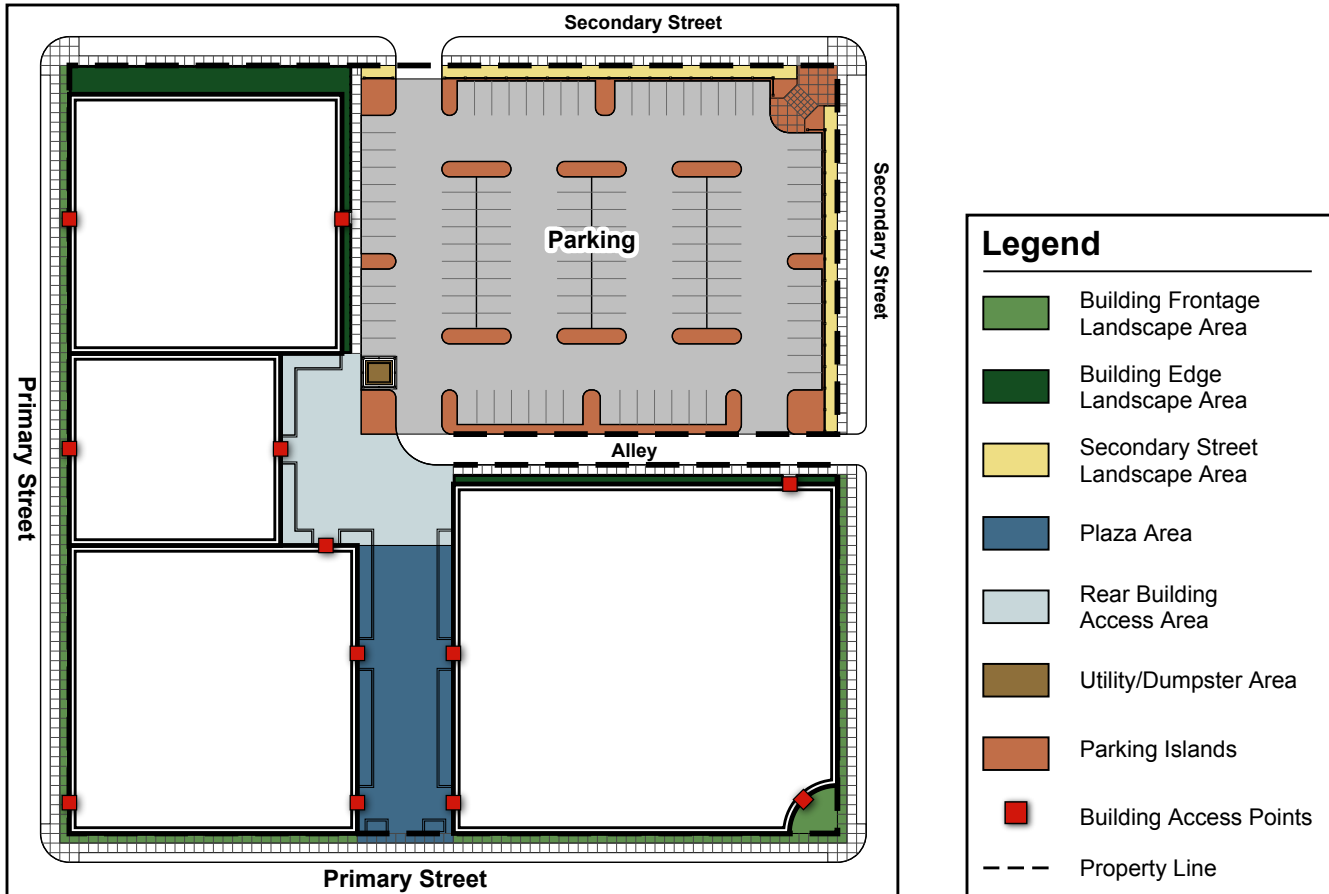 Secondary Street
Secondary Street
Parking
Primary Street
Alley
Primary Street
Legend
Building Frontage
Landscape Area
Building Edge
Landscape Area
Secondary Street
Landscape Area
Plaza Area
Rear Building
Access Area
Utility/Dumpster Area
Parking Islands
Building Access Points
Property Line